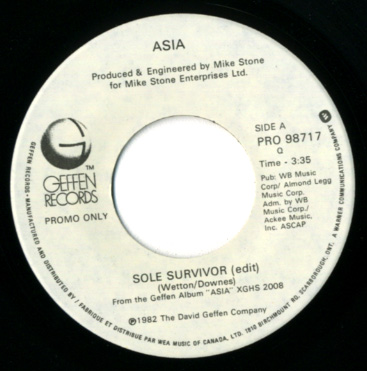 ASIA
Produced & Engineered by Mike Stone
for Mike Stone Enterprises Ltd.
G
TM
GEFFEN
RECORDS
PROMO ONLY
SIDE A
PRO 98717
Q
Time - 3:35
Pub: WB Music
Corp/ Almond Legg
Music Corp.
Adm. by WB
Music Corp./
Ackee Music,
Inc. ASCAP
SOLE SURVIVOR (edit)
(Wetton/Downes)
From the Geffen Album "ASIA" XGHS 2008
℗1982 The David Geffen Company
GEFFEN RECORDS - MANUFACTURED AND DISTRIBUTED BY / FABRIQUE ET DISTRIBUE PAR WEA MUSIC OF CANADA, LTD. 1810 BIRCHMOUNT RD. SCARBOROUGH, ONT. A WARNER COMMUNICATIONS COMPANY